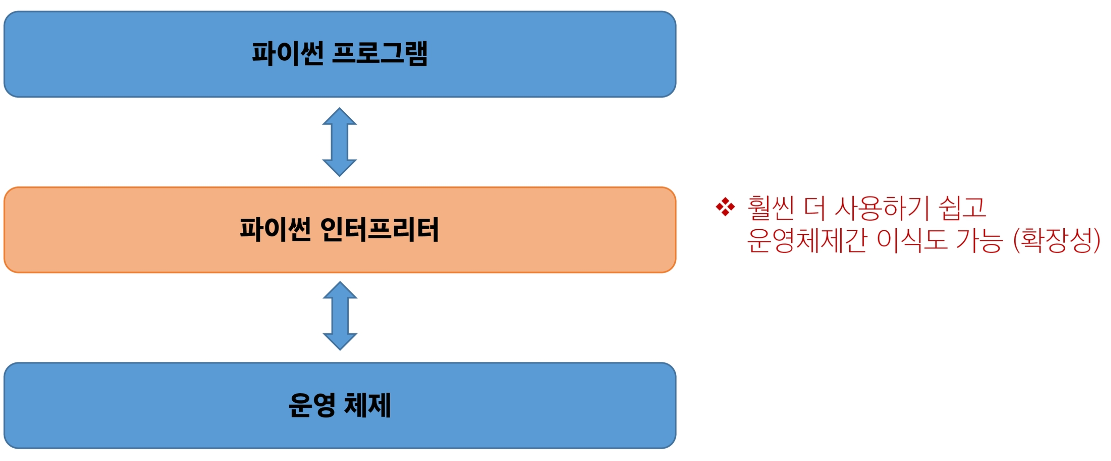 파이썬 프로그램
파이썬 인터프리터
❖ 훨씬 더 사용하기 쉽고
운영체제간 이식도 가능 (확장성)
운영 체제